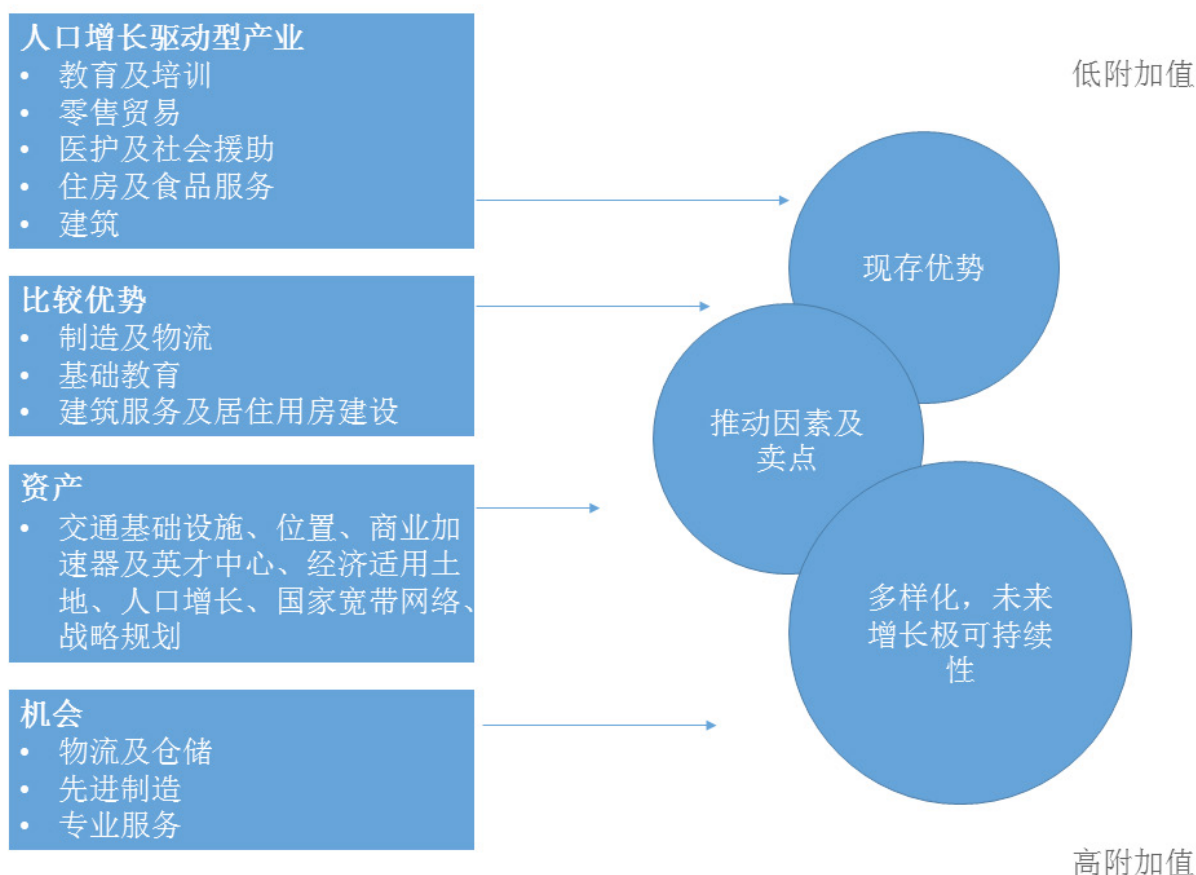 人口增长驱动型产业
• 教育及培训
• 零售贸易
• 医护及社会援助
• 住房及食品服务
• 建筑
比较优势
• 制造及物流
• 基础教育
• 建筑服务及居住用房建设
资产
• 交通基础设施、位置、商业加
速器及英才中心、经济适用土
地、人口增长、国家宽带网络、
战略规划
机会
• 物流及仓储
• 先进制造
• 专业服务
低附加值
现存优势
推动因素及
卖点
多样化，未来
增长极可持续
性
高附加值